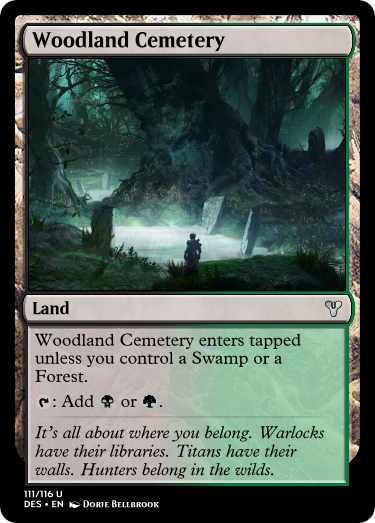 Woodland Cemetery
Land
Woodland Cemetery enters tapped
unless you control a Swamp or a
Forest.
: Add or .
It's all about where you belong. Warlocks
have their libraries. Titans have their
walls. Hunters belong in the wilds.
111/116 U
DES • EN Dorje Bellbrook